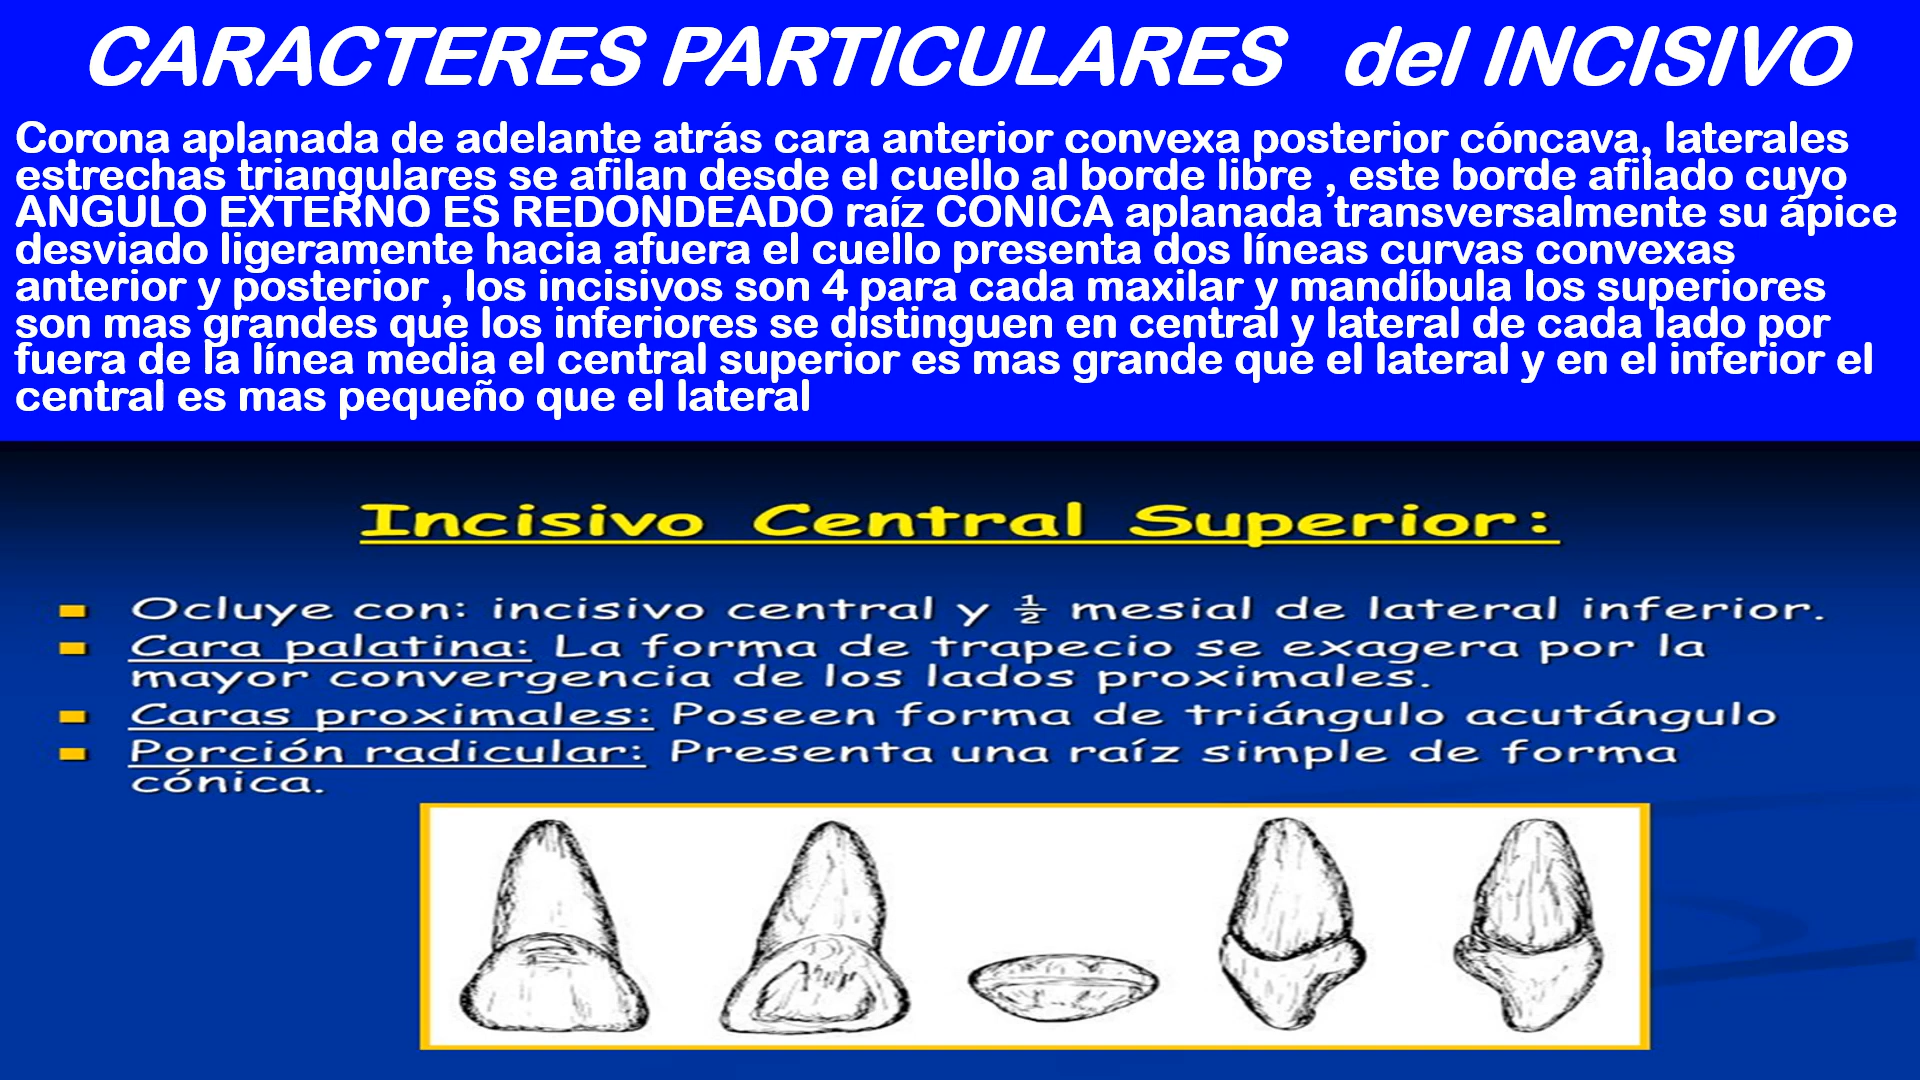 CARACTERES PARTICULARES del INCISIVO
Corona aplanada de adelante atrás cara anterior convexa posterior cóncava, laterales
estrechas triangulares se afilan desde el cuello al borde libre , este borde afilado cuyo
ANGULO EXTERNO ES REDONDEADO raíz CONICA aplanada transversalmente su ápice
desviado ligeramente hacia afuera el cuello presenta dos líneas curvas convexas
anterior y posterior , los incisivos son 4 para cada maxilar y mandíbula los superiores
son mas grandes que los inferiores se distinguen en central y lateral de cada lado por
fuera de la línea media el central superior es mas grande que el lateral y en el inferior el
central es mas pequeño que el lateral
Incisivo Central Superior:
Ocluye con: incisivo central y ½ mesial de lateral inferior.
Cara palatina: La forma de trapecio se exagera por la
mayor convergencia de los lados proximales.
Caras proximales: Poseen forma de triángulo acutángulo
Porción radicular: Presenta una raíz simple de forma
cónica.